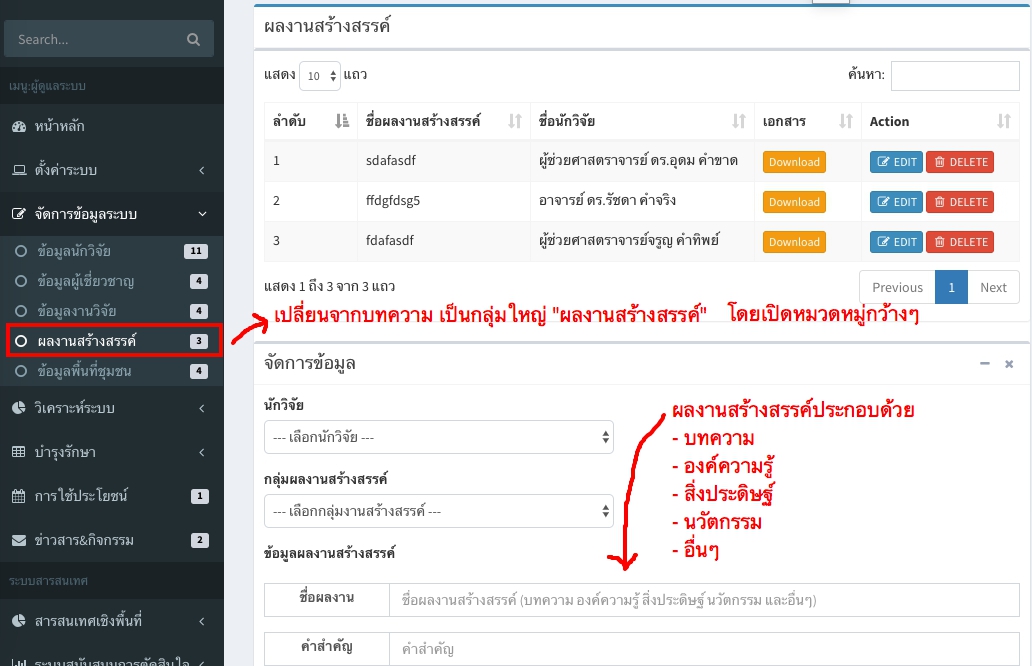 Search...
เมนู:ผู้ดูแลระบบ
หน้าหลัก
ตั้งค่าระบบ
จัดการข้อมูลระบบ
ข้อมูลนักวิจัย 11
ข้อมูลผู้เชี่ยวชาญ 4
ข้อมูลงานวิจัย 4
ผลงานสร้างสรรค์ 3
ข้อมูลพื้นที่ชุมชน 4
วิเคราะห์ระบบ
บำรุงรักษา
การใช้ประโยชน์ 1
ข่าวสาร&กิจกรรม 2
ระบบสารสนเทศ
สารสนเทศเชิงพื้นที่
ระบบสนับสนุนการตัดสินใจ
ผลงานสร้างสรรค์
แสดง 10 แถว ค้นหา:
ลำดับ ชื่อผลงานสร้างสรรค์ ชื่อนักวิจัย เอกสาร Action
1 sdafasdf ผู้ช่วยศาสตราจารย์ ดร.อุดม คำขาด Download EDIT DELETE
2 ffdgfdsg5 อาจารย์ ดร.รัชดา คำจริง Download EDIT DELETE
3 fdafasdf ผู้ช่วยศาสตราจารย์จรูญ คำทิพย์ Download EDIT DELETE
แสดง 1 ถึง 3 จาก 3 แถว Previous 1 Next
เปลี่ยนจากบทความ เป็นกลุ่มใหญ่ "ผลงานสร้างสรรค์" โดยเปิดหมวดหมู่กว้างๆ
จัดการข้อมูล
นักวิจัย
--- เลือกนักวิจัย ---
กลุ่มผลงานสร้างสรรค์
--- เลือกกลุ่มงานสร้างสรรค์ ---
ผลงานสร้างสรรค์ประกอบด้วย
- บทความ
- องค์ความรู้
- สิ่งประดิษฐ์
- นวัตกรรม
- อื่นๆ
ข้อมูลผลงานสร้างสรรค์
ชื่อผลงาน ชื่อผลงานสร้างสรรค์ (บทความ องค์ความรู้ สิ่งประดิษฐ์ นวัตกรรม และอื่นๆ)
คำสำคัญ คำสำคัญ